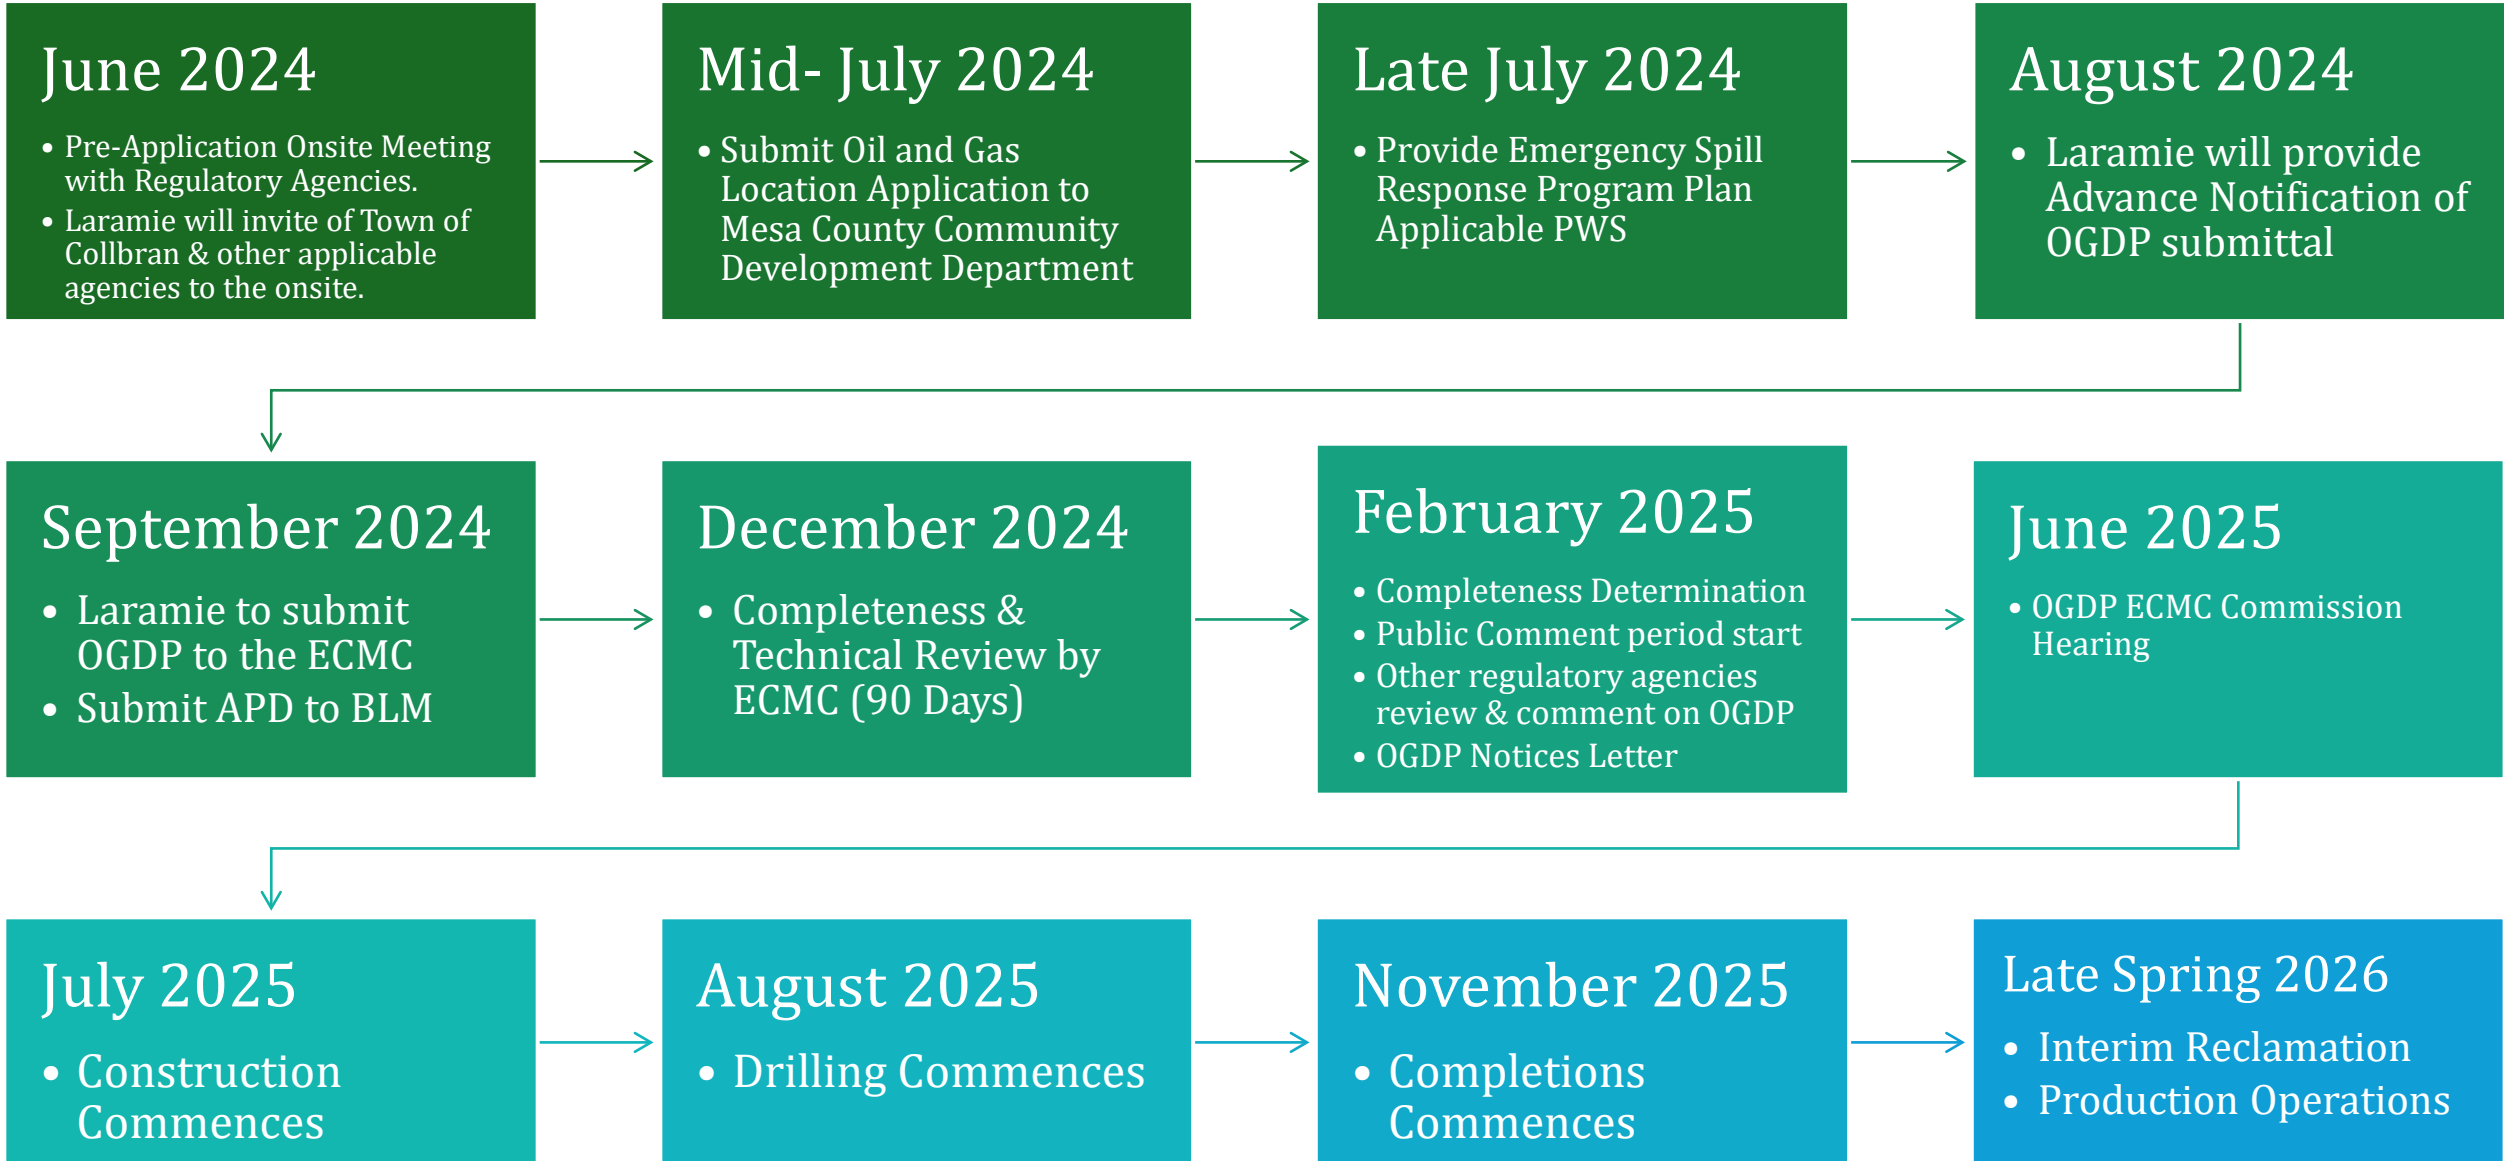 June 2024
• Pre-Application Onsite Meeting
with Regulatory Agencies.
• Laramie will invite of Town of
Collbran & other applicable
agencies to the onsite.
Mid- July 2024
• Submit Oil and Gas
Location Application to
Mesa County Community
Development Department
Late July 2024
• Provide Emergency Spill
Response Program Plan
Applicable PWS
August 2024
• Laramie will provide
Advance Notification of
OGDP submittal
September 2024
• Laramie to submit
OGDP to the ECMC
• Submit APD to BLM
December 2024
• Completeness &
Technical Review by
ECMC (90 Days)
February 2025
• Completeness Determination
• Public Comment period start
• Other regulatory agencies
review & comment on OGDP
• OGDP Notices Letter
June 2025
• OGDP ECMC Commission
Hearing
July 2025
• Construction
Commences
August 2025
• Drilling Commences
November 2025
• Completions
Commences
Late Spring 2026
• Interim Reclamation
• Production Operations